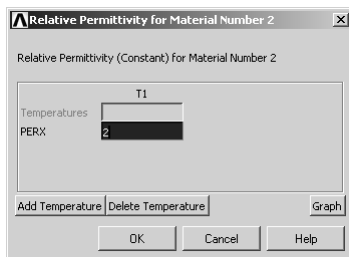 Relative Permittivity for Material Number 2
Relative Permittivity (Constant) for Material Number 2
T1
Temperatures
PERX 2
Add Temperature Delete Temperature Graph
OK Cancel Help